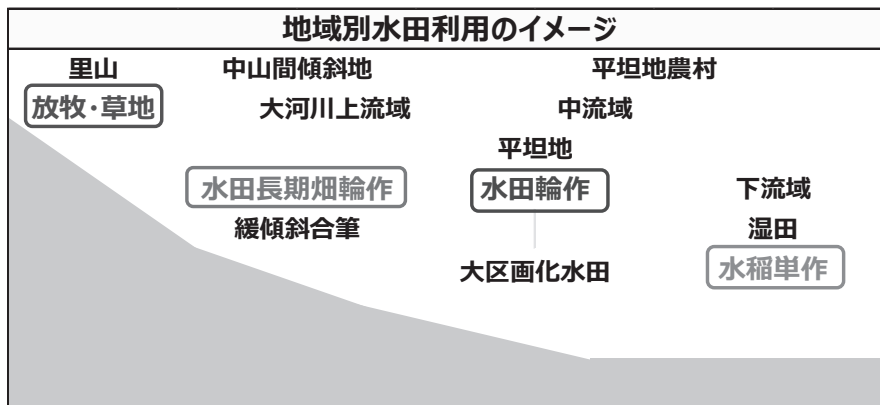 地域別水田利用のイメージ
里山 中山間傾斜地 平坦地農村
放牧・草地 大河川上流域 中流域
平坦地
水田長期畑輪作 水田輪作 下流域
緩傾斜合筆 湿田
大区画化水田 水稲単作